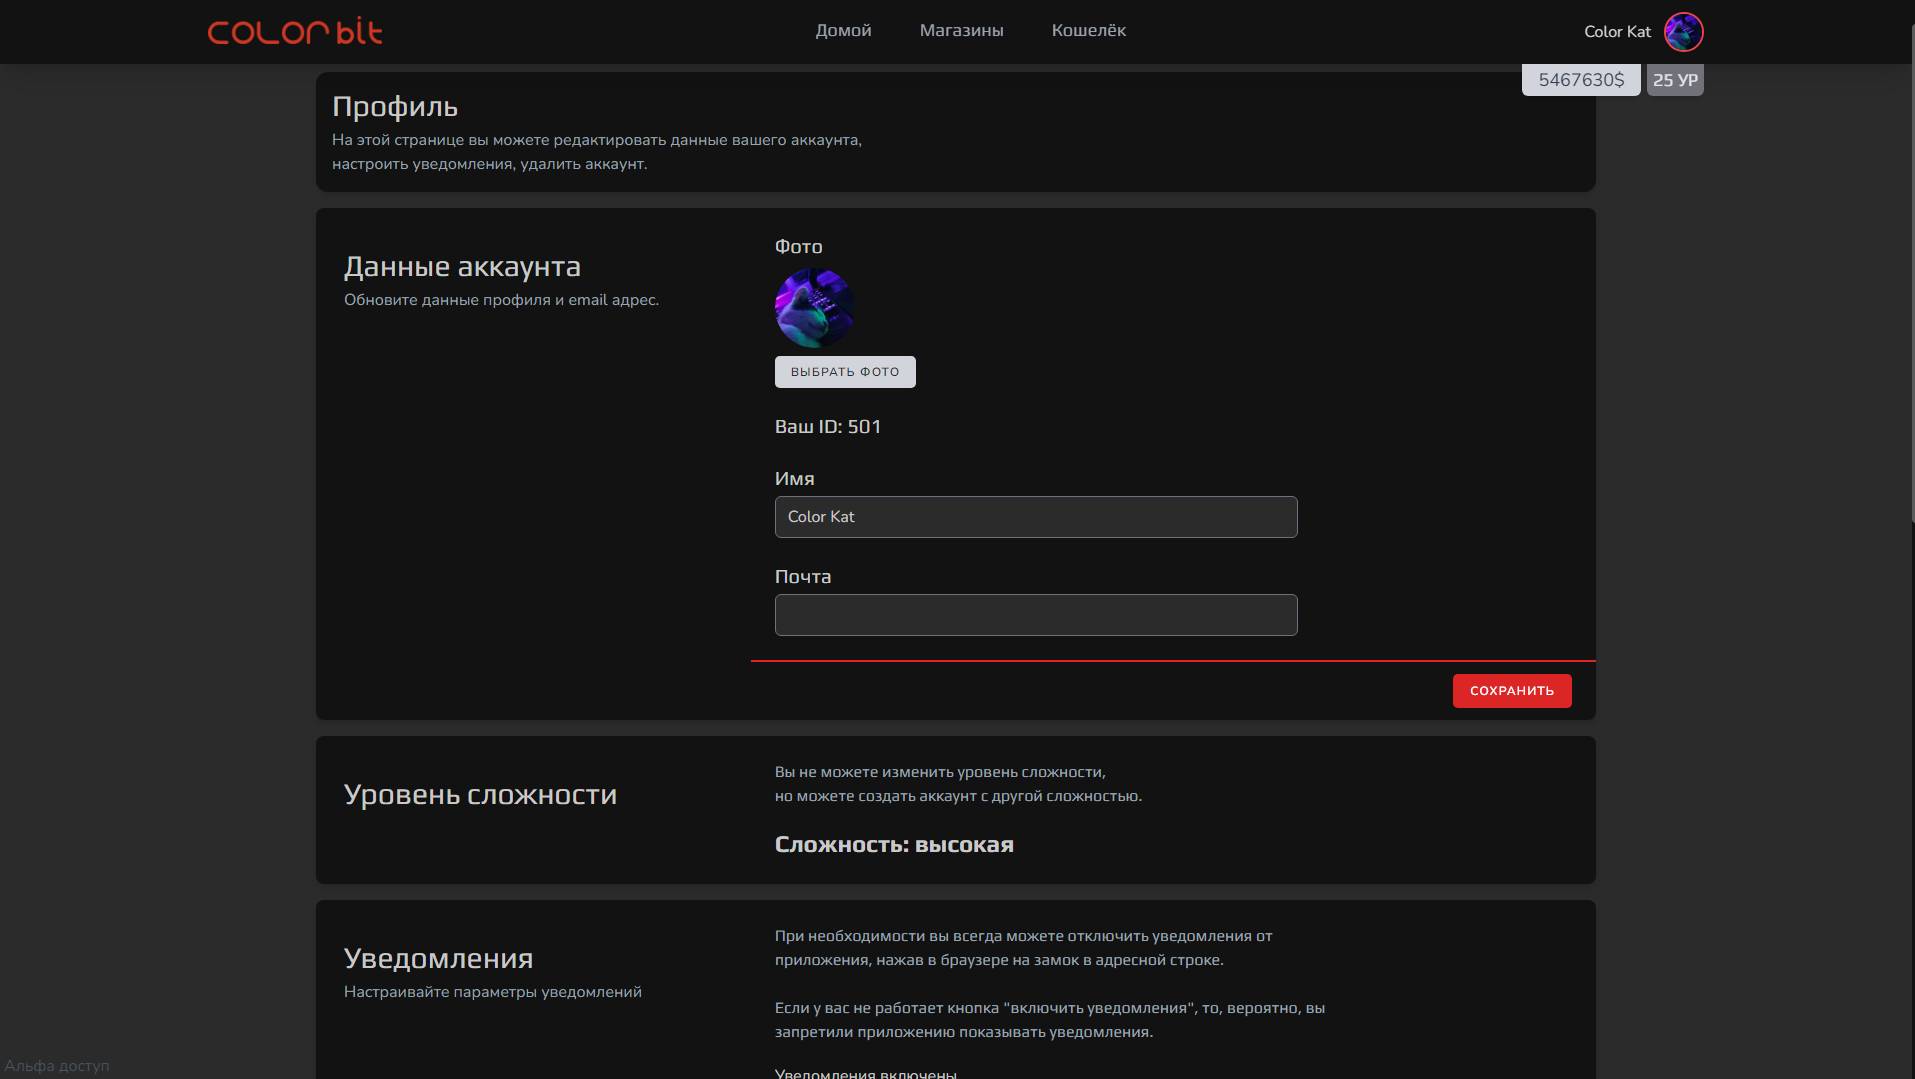 colorbit
Домой
Магазины
Кошелёк
Color Kat
5467630$
25 УР
Профиль
На этой странице вы можете редактировать данные вашего аккаунта,
настроить уведомления, удалить аккаунт.
Данные аккаунта
Обновите данные профиля и email адрес.
Фото
ВЫБРАТЬ ФОТО
Ваш ID: 501
Имя
Color Kat
Почта
СОХРАНИТЬ
Уровень сложности
Вы не можете изменить уровень сложности,
но можете создать аккаунт с другой сложностью.
Сложность: высокая
Уведомления
Настраивайте параметры уведомлений
При необходимости вы всегда можете отключить уведомления от
приложения, нажав в браузере на замок в адресной строке.
Если у вас не работает кнопка "включить уведомления", то, вероятно, вы
запретили приложению показывать уведомления.
Уведомления включены
Альфа доступ